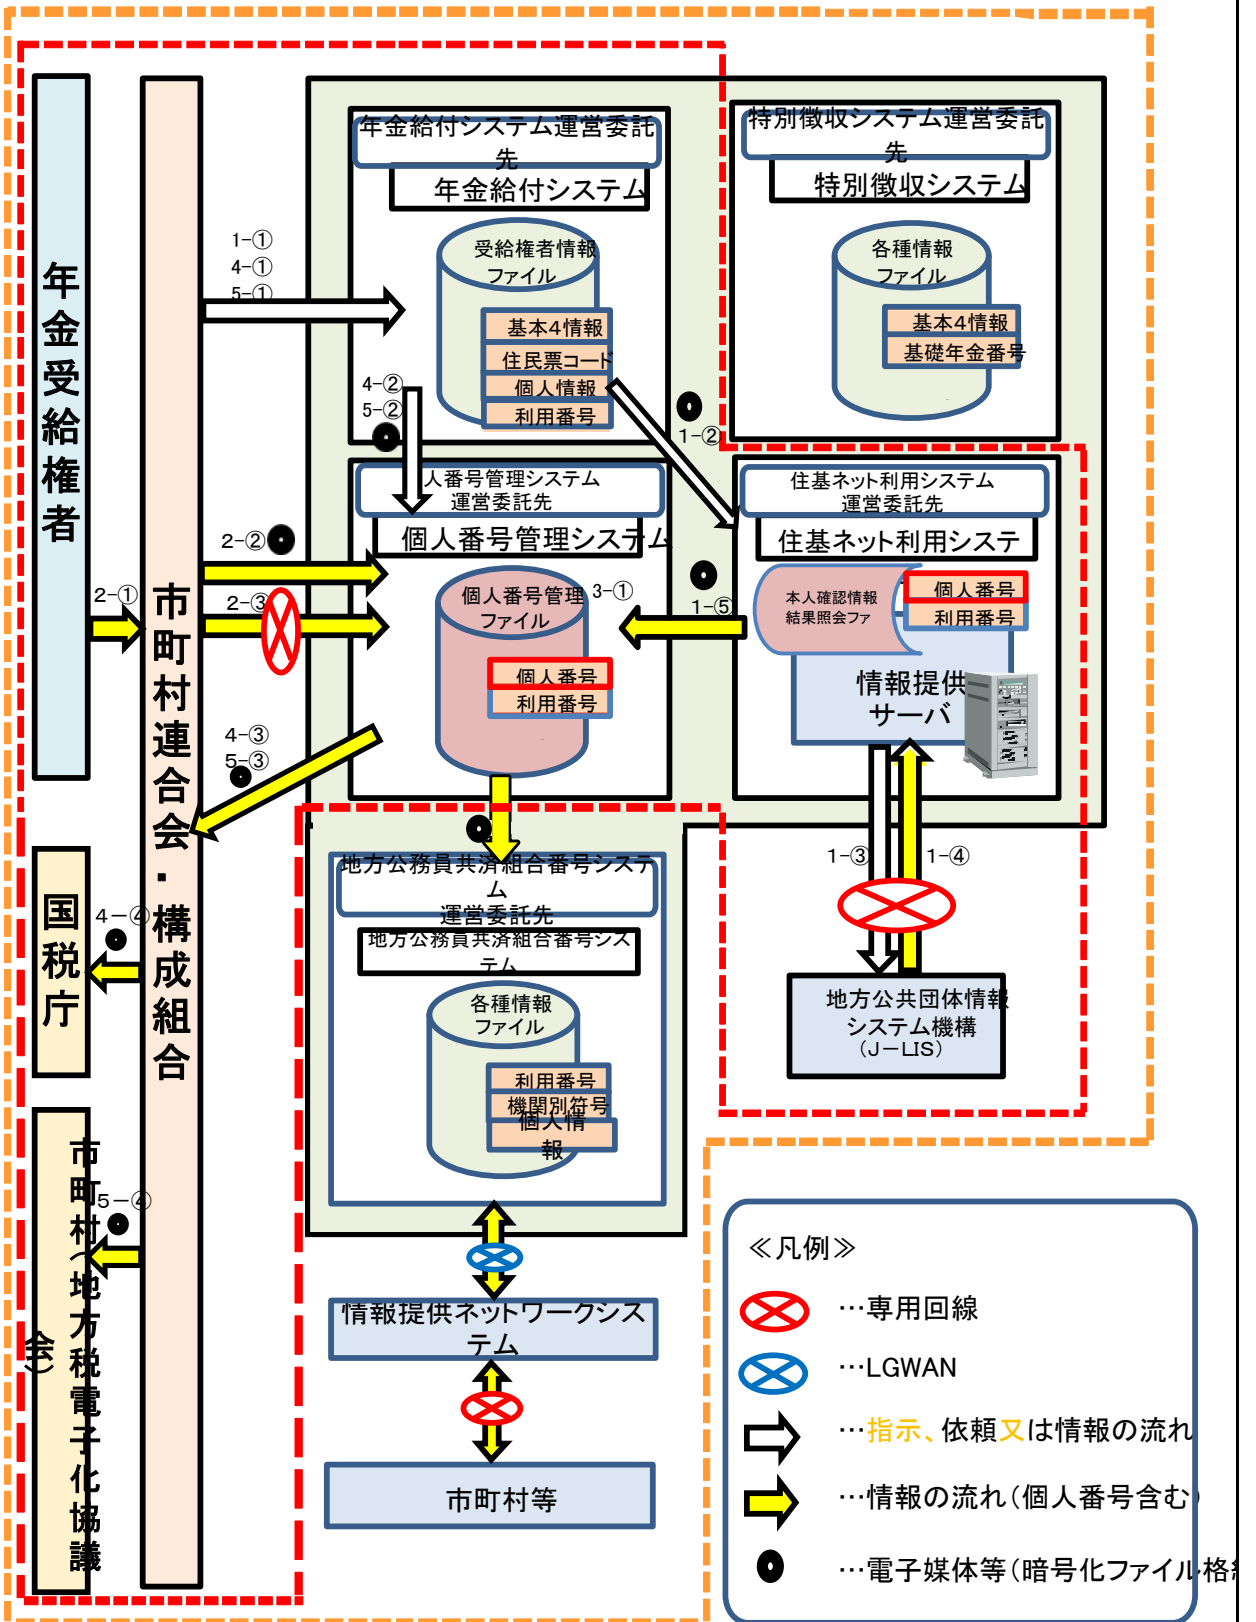 年金給付システム運営委託
先
年金給付システム
特別徴収システム運営委託
先
特別徴収システム
1-①
4-①
5-①
受給権者情報
ファイル
基本4情報
住民票コード
個人情報
利用番号
各種情報
ファイル
基本4情報
基礎年金番号
年金受給権者
4-②
5-②
1-②
人番号管理システム
運営委託先
個人番号管理システム
住基ネット利用システム
運営委託先
住基ネット利用システ
2-②
2-①
2-③
個人番号管理
ファイル
3-①
1-⑤
個人番号
利用番号
本人確認情報
結果照会ファ
個人番号
利用番号
情報提供
サーバ
市町村連合会・構成組合
4-③
5-③
1-③
1-④
地方公務員共済組合番号システ
ム
運営委託先
地方公務員共済組合番号シス
テム
国税庁
4-④
各種情報
ファイル
利用番号
機関別符号
個人情
報
地方公共団体情報
システム機構
(J-LIS)
市町村(地方税電子化協議
会)
5-④
情報提供ネットワークシス
テム
市町村等
≪凡例≫
…専用回線
…LGWAN
…指示、依頼又は情報の流れ
…情報の流れ(個人番号含む)
…電子媒体等(暗号化ファイル格